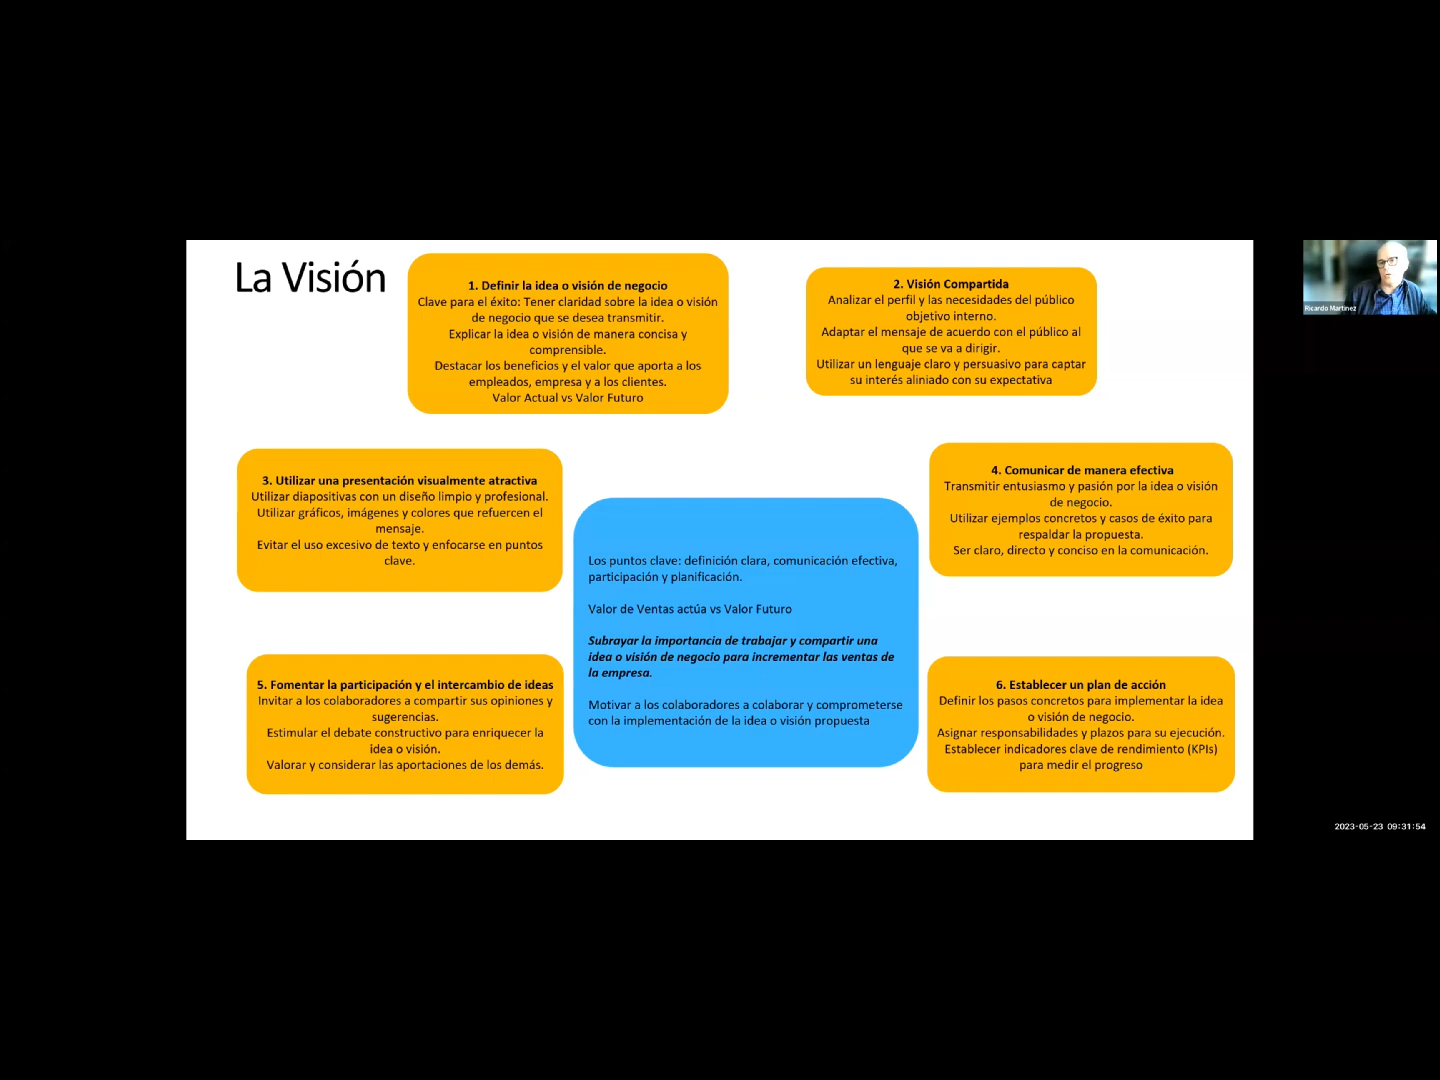 La Visión
1. Definir la idea o visión de negocio
Clave para el éxito: Tener claridad sobre la idea o visión
de negocio que se desea transmitir.
Explicar la idea o visión de manera concisa y
comprensible.
Destacar los beneficios y el valor que aporta a los
empleados, empresa y a los clientes.
Valor Actual vs Valor Futuro
2. Visión Compartida
Analizar el perfil y las necesidades del público
objetivo interno.
Adaptar el mensaje de acuerdo con el público al
que se va a dirigir.
Utilizar un lenguaje claro y persuasivo para captar
su interés aliniado con su expectativa
Ricardo Martinez
3. Utilizar una presentación visualmente atractiva
Utilizar diapositivas con un diseño limpio y profesional.
Utilizar gráficos, imágenes y colores que refuercen el
mensaje.
Evitar el uso excesivo de texto y enfocarse en puntos
clave.
4. Comunicar de manera efectiva
Transmitir entusiasmo y pasión por la idea o visión
de negocio.
Utilizar ejemplos concretos y casos de éxito para
respaldar la propuesta.
Ser claro, directo y conciso en la comunicación.
Los puntos clave: definición clara, comunicación efectiva,
participación y planificación.
Valor de Ventas actúa vs Valor Futuro
Subrayar la importancia de trabajar y compartir una
idea o visión de negocio para incrementar las ventas de
la empresa.
Motivar a los colaboradores a colaborar y comprometerse
con la implementación de la idea o visión propuesta
5. Fomentar la participación y el intercambio de ideas
Invitar a los colaboradores a compartir sus opiniones y
sugerencias.
Estimular el debate constructivo para enriquecer la
idea o visión.
Valorar y considerar las aportaciones de los demás.
6. Establecer un plan de acción
Definir los pasos concretos para implementar la idea
o visión de negocio.
Asignar responsabilidades y plazos para su ejecución.
Establecer indicadores clave de rendimiento (KPIs)
para medir el progreso
2023-05-23 09:31:54